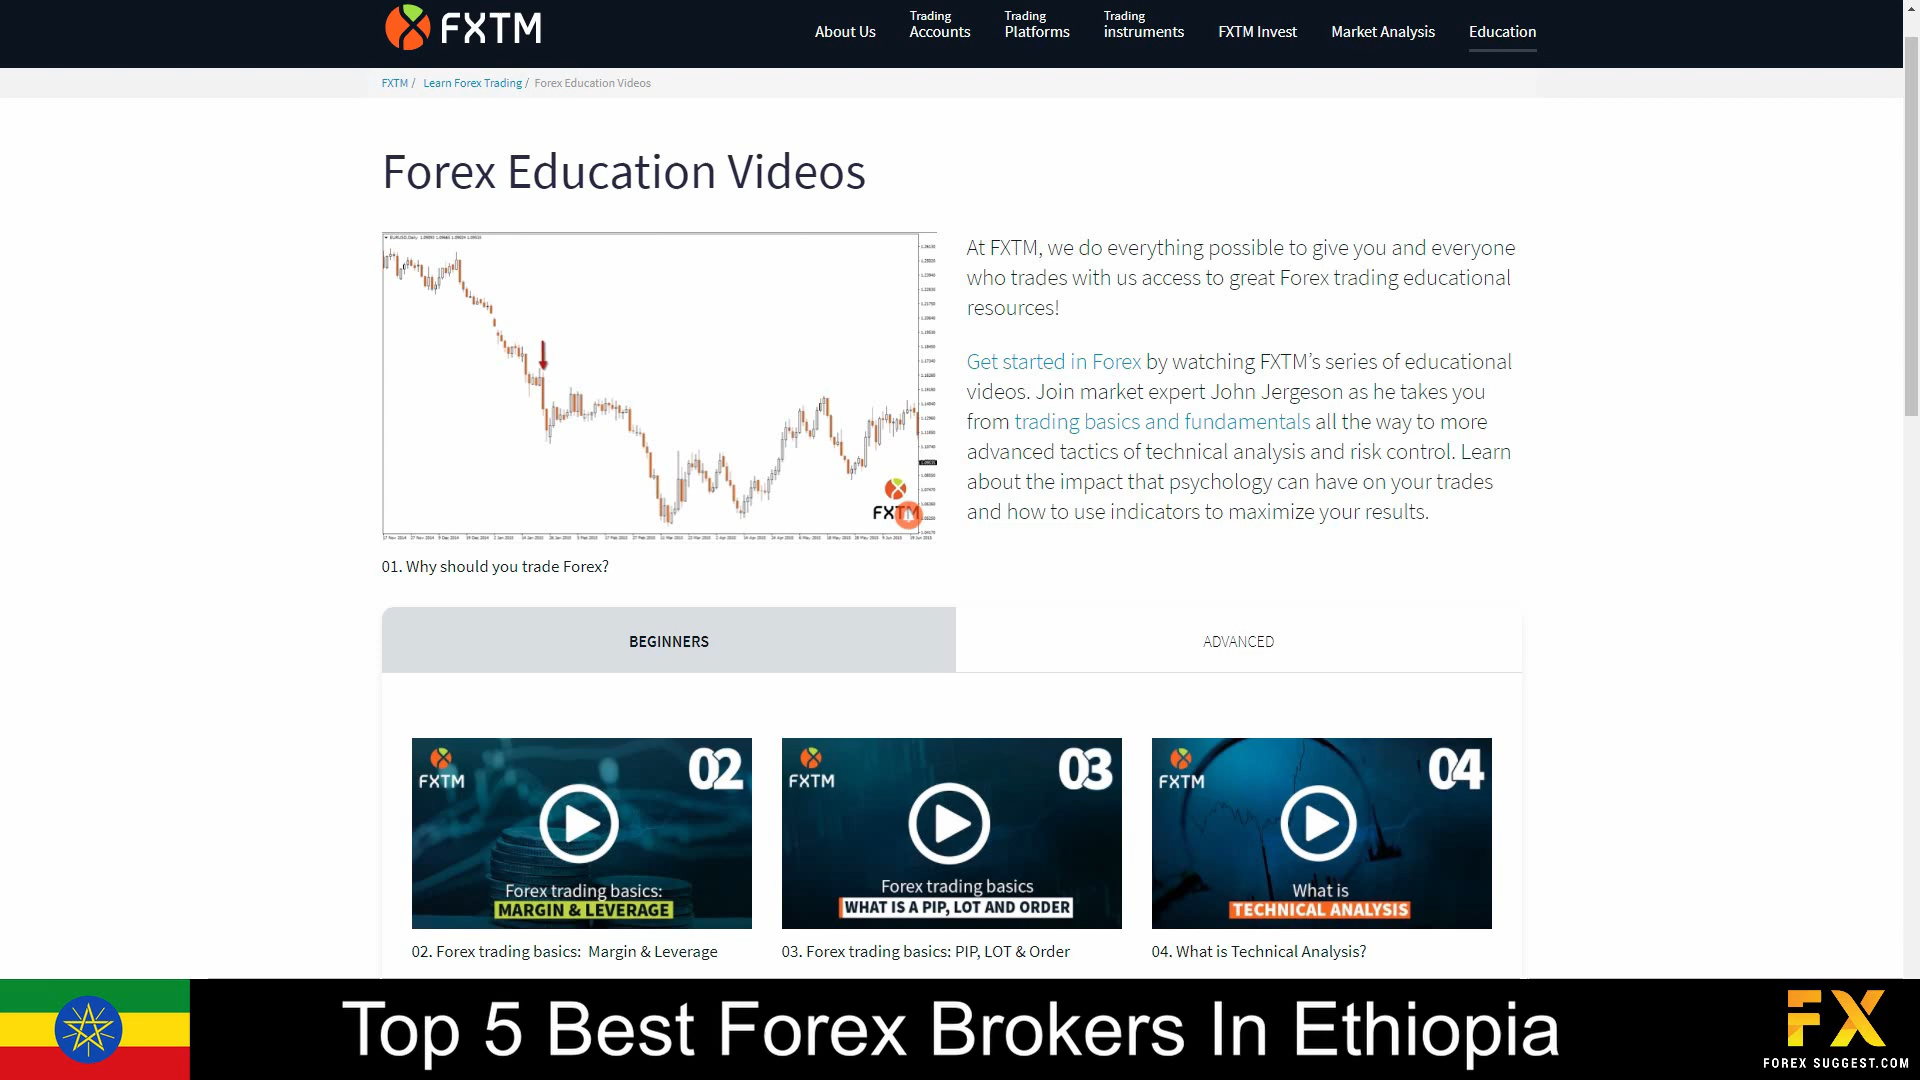 FXTM
About Us
Trading
Accounts
Trading
Platforms
Trading
instruments
FXTM Invest
Market Analysis
Education
FXTM / Learn Forex Trading / Forex Education Videos
Forex Education Videos
At FXTM, we do everything possible to give you and everyone
who trades with us access to great Forex trading educational
resources!
Get started in Forex by watching FXTM’s series of educational
videos. Join market expert John Jergeson as he takes you
from trading basics and fundamentals all the way to more
advanced tactics of technical analysis and risk control. Learn
about the impact that psychology can have on your trades
and how to use indicators to maximize your results.
FXTM
01. Why should you trade Forex?
BEGINNERS
ADVANCED
FXTM
02
Forex trading basics:
MARGIN & LEVERAGE
02. Forex trading basics: Margin & Leverage
FXTM
03
Forex trading basics
WHAT IS A PIP, LOT AND ORDER
03. Forex trading basics: PIP, LOT & Order
FXTM
04
What is
TECHNICAL ANALYSIS
04. What is Technical Analysis?
Top 5 Best Forex Brokers In Ethiopia
FX
FOREX SUGGEST.COM